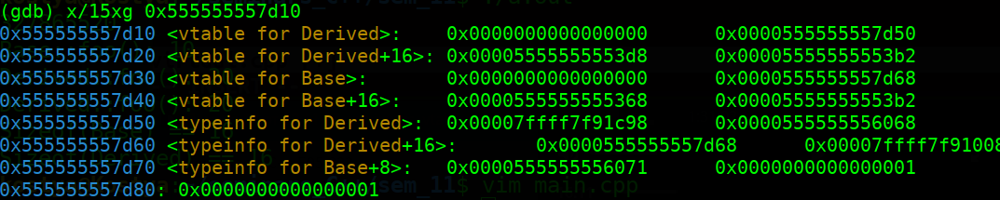 (gdb) x/15xg 0x555555557d10
0x555555557d10 <vtable for Derived>: 0x0000000000000000 0x0000555555557d50
0x555555557d20 <vtable for Derived+16>: 0x00005555555553d8 0x00005555555553b2
0x555555557d30 <vtable for Base>: 0x0000000000000000 0x0000555555557d68
0x555555557d40 <vtable for Base+16>: 0x0000555555555368 0x00005555555553b2
0x555555557d50 <typeinfo for Derived>: 0x00007ffff7f91c98 0x0000555555556068
0x555555557d60 <typeinfo for Derived+16>: 0x0000555555557d68 0x00007ffff7f91008
0x555555557d70 <typeinfo for Base+8>: 0x0000555555556071 0x0000000000000001
0x555555557d80: 0x0000000000000001